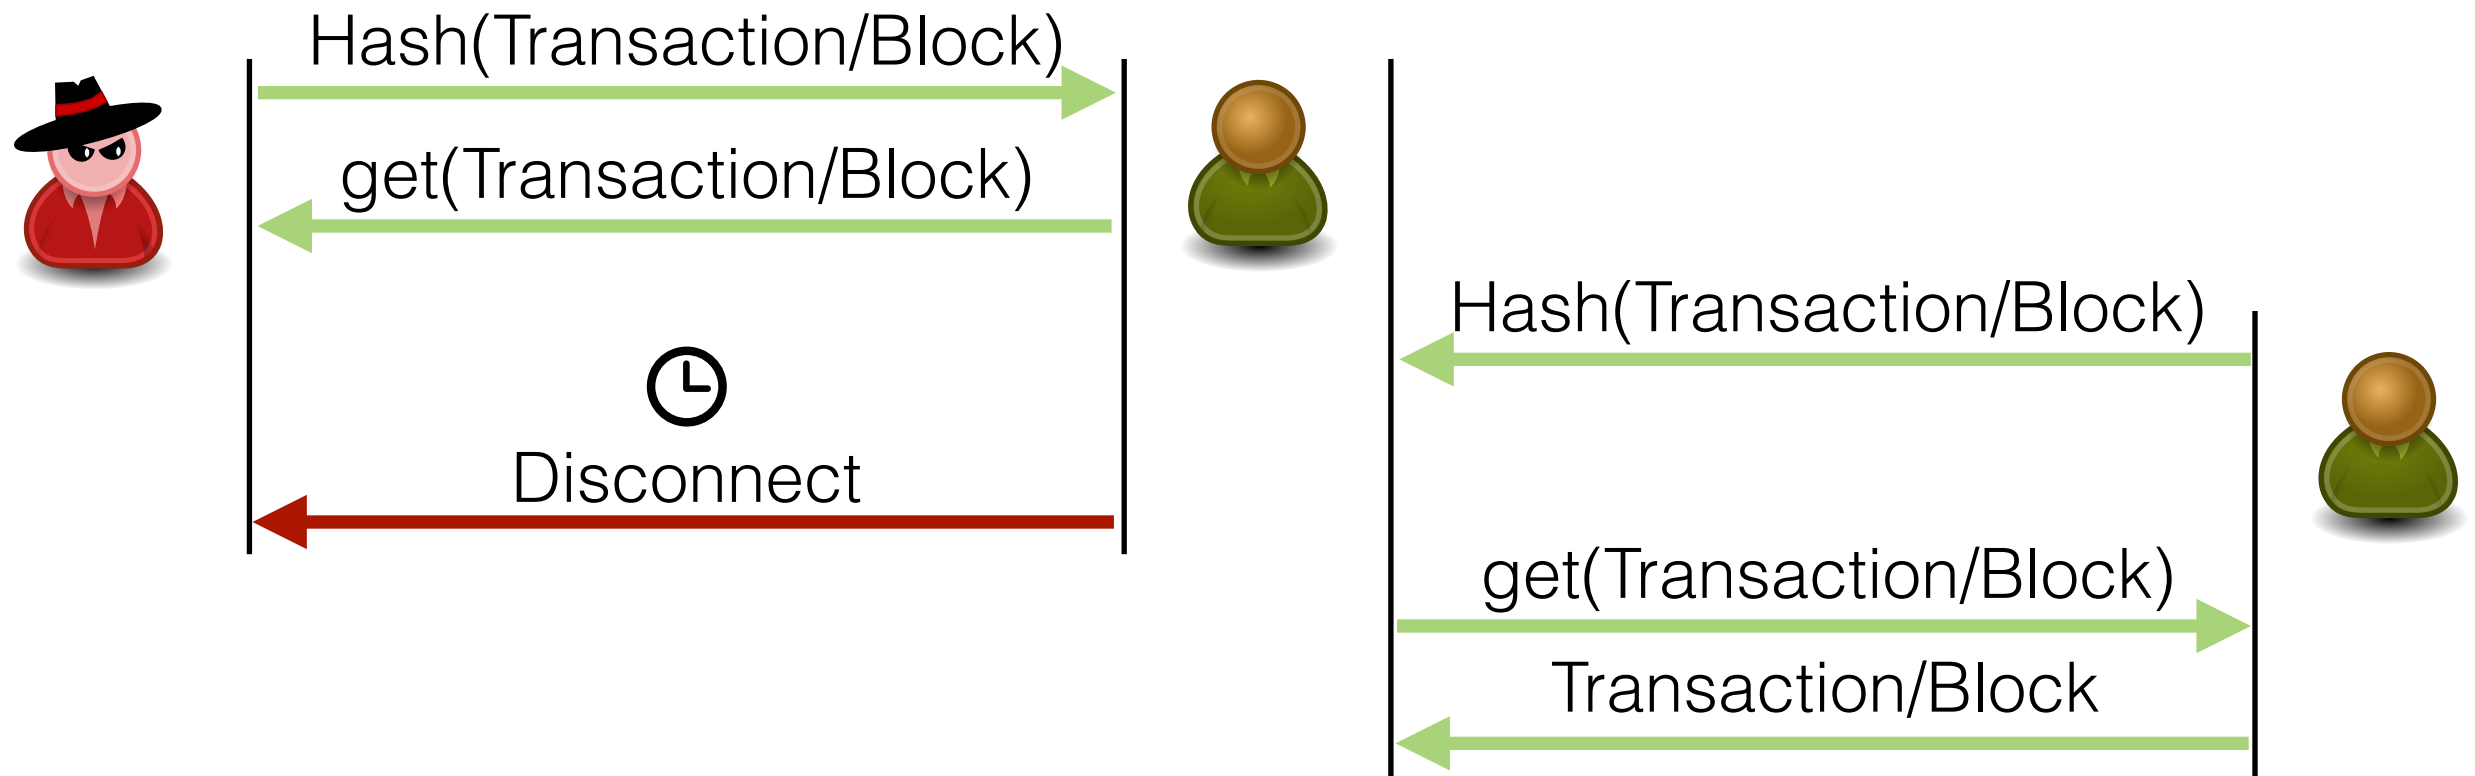 Hash(Transaction/Block)
get(Transaction/Block)
Disconnect
Hash(Transaction/Block)
get(Transaction/Block)
Transaction/Block